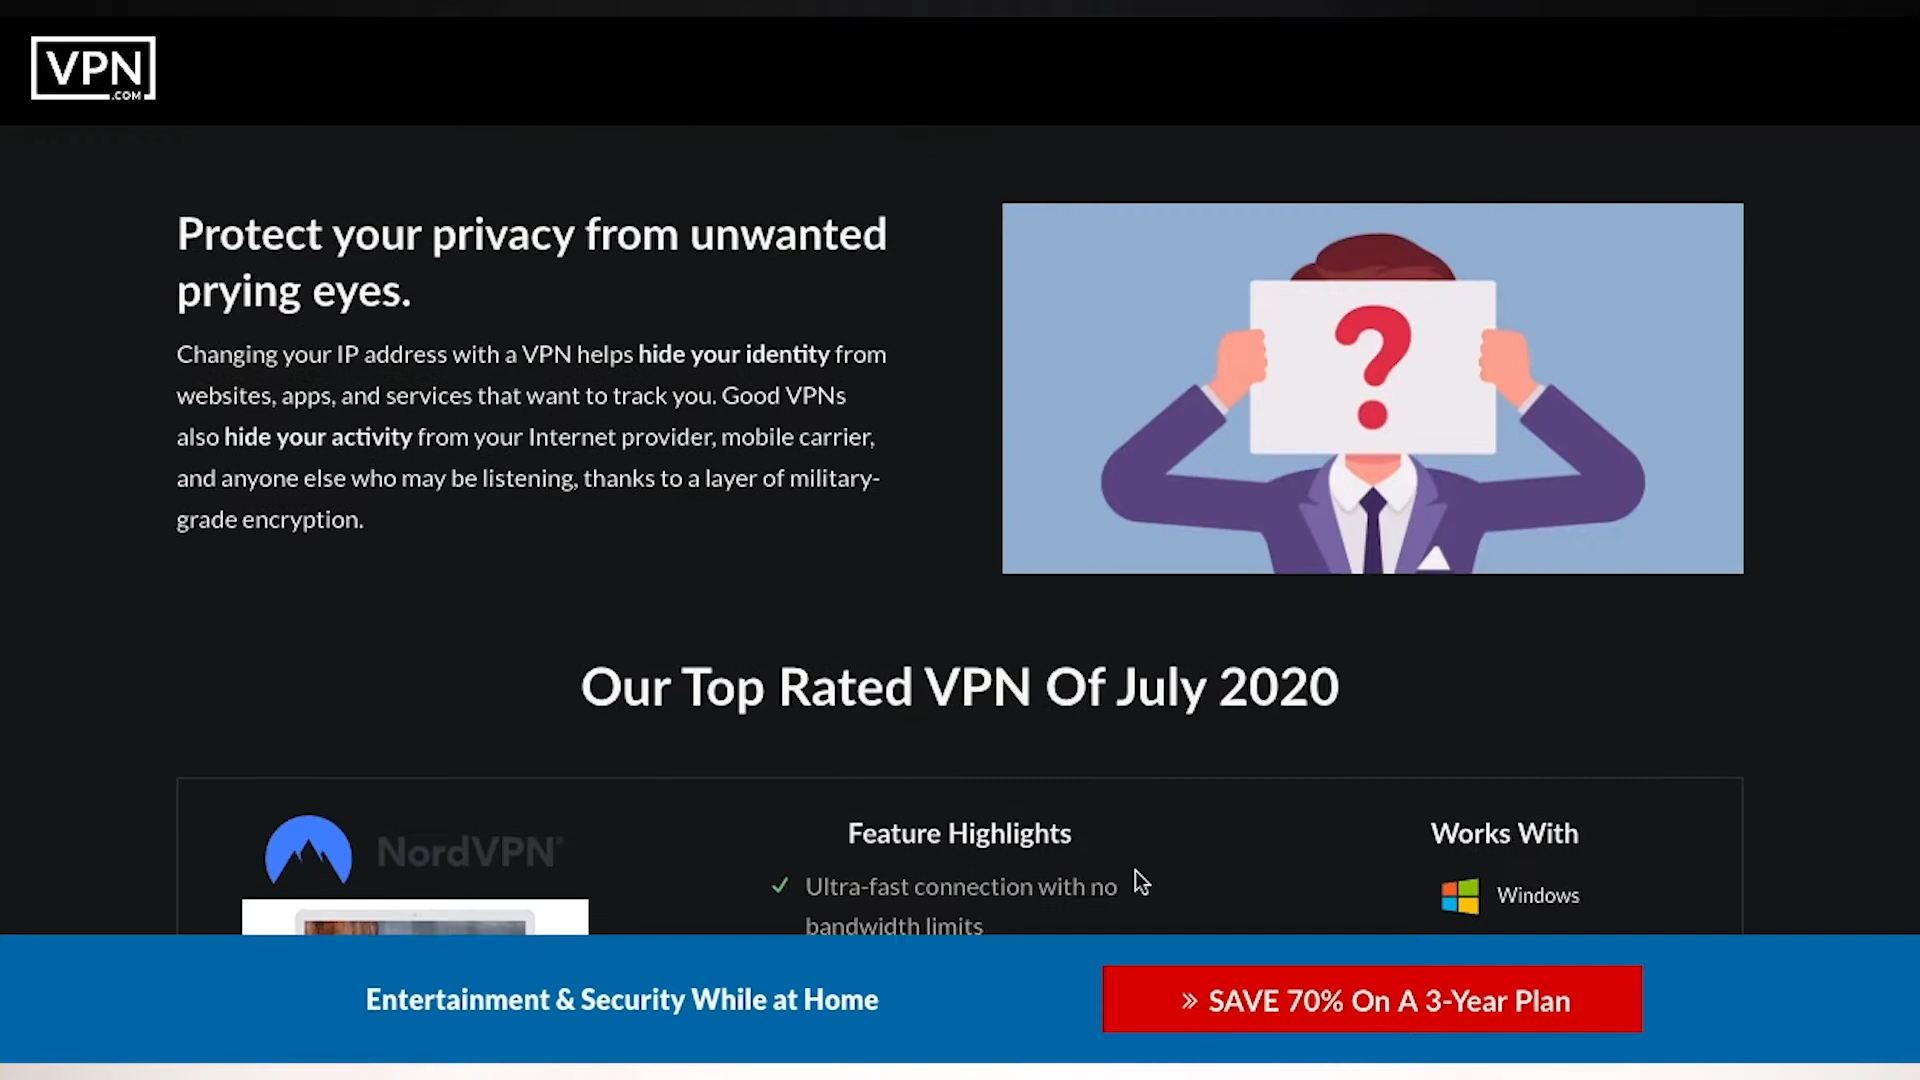 VPN
.COM
Protect your privacy from unwanted
prying eyes.
Changing your IP address with a VPN helps hide your identity from
websites, apps, and services that want to track you. Good VPNs
also hide your activity from your Internet provider, mobile carrier,
and anyone else who may be listening, thanks to a layer of military-
grade encryption.
?
Our Top Rated VPN Of July 2020
NordVPN®
Feature Highlights
✓ Ultra-fast connection with no
bandwidth limits
Works With
Windows
Entertainment & Security While at Home
» SAVE 70% On A 3-Year Plan